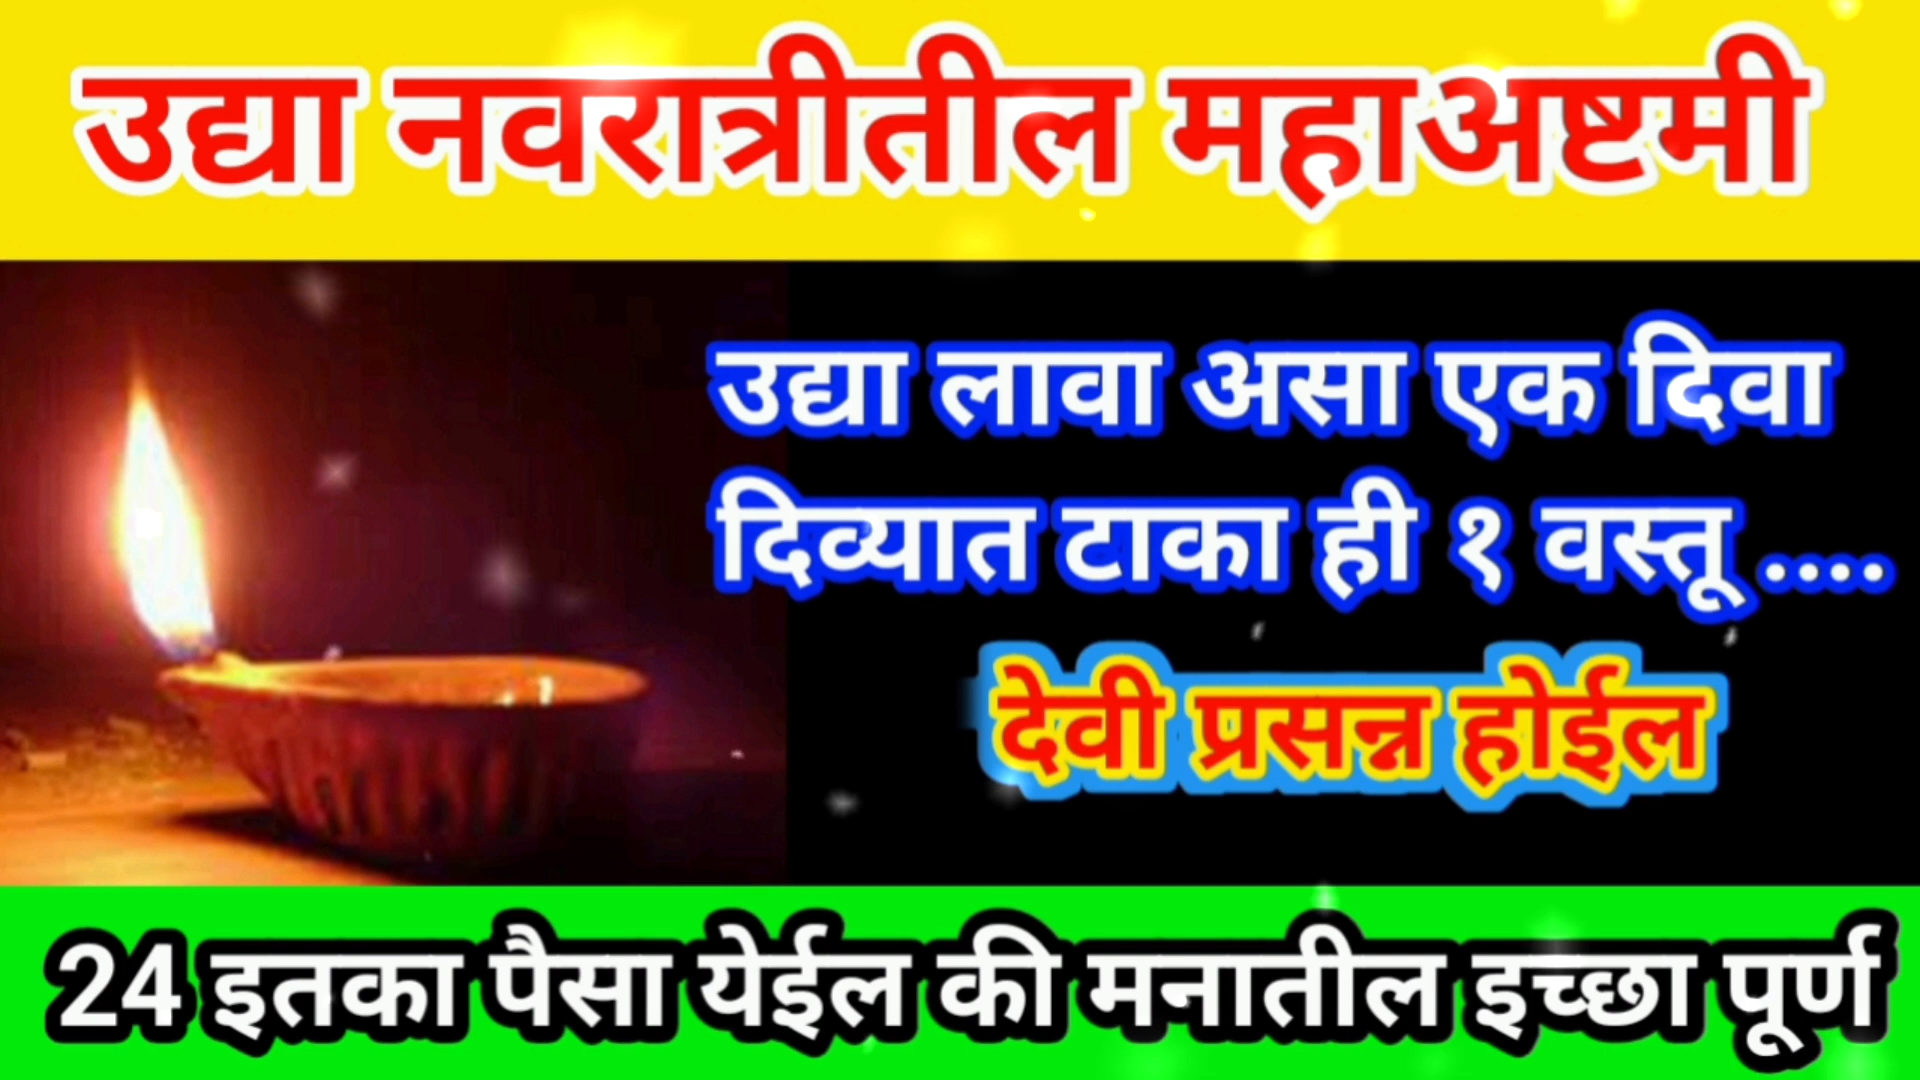 उद्या नवरात्रीतील महाअष्टमी
उद्या लावा असा एक दिवा
दिव्यात टाका ही १ वस्तू ....
देवी प्रसन्न होईल
24 इतका पैसा येईल की मनातील इच्छा पूर्ण